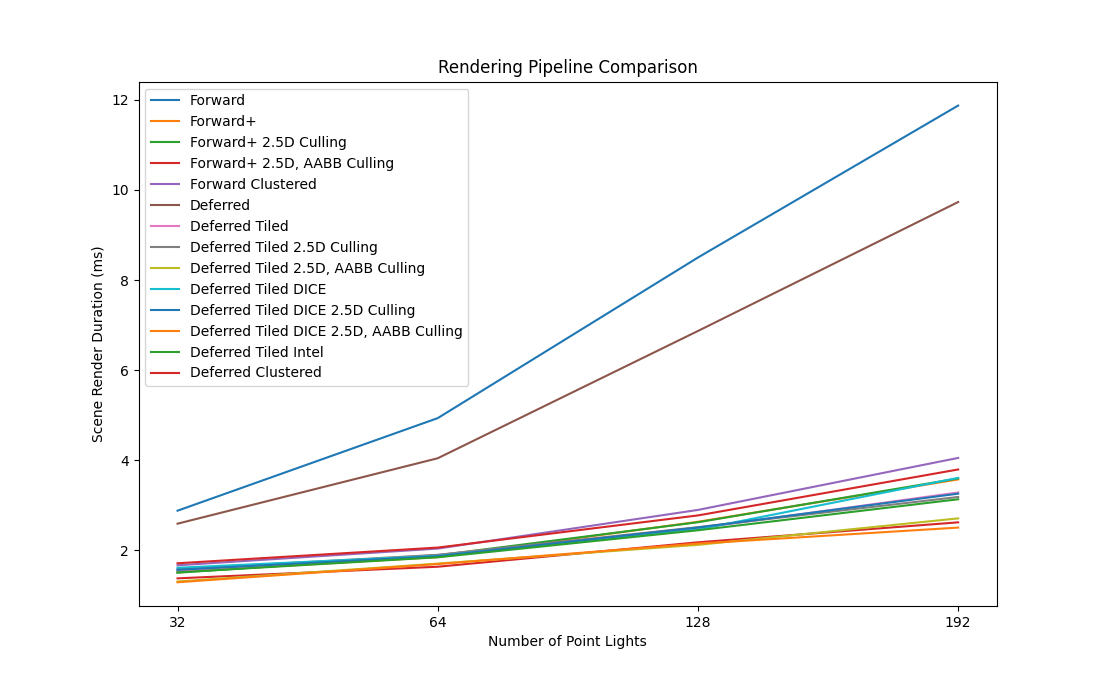 Rendering Pipeline Comparison
Scene Render Duration (ms)
12
10
8
6
4
2
Forward
Forward+
Forward+ 2.5D Culling
Forward+ 2.5D, AABB Culling
Forward Clustered
Deferred
Deferred Tiled
Deferred Tiled 2.5D Culling
Deferred Tiled 2.5D, AABB Culling
Deferred Tiled DICE
Deferred Tiled DICE 2.5D Culling
Deferred Tiled DICE 2.5D, AABB Culling
Deferred Tiled Intel
Deferred Clustered
32 64 128 192
Number of Point Lights